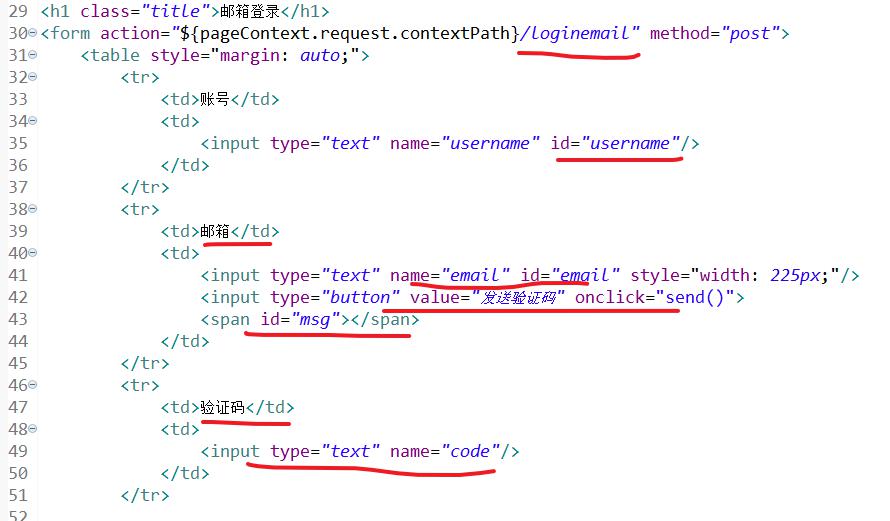 29 <h1 class="title">邮箱登录</h1>
30 <form action="${pageContext.request.contextPath}/loginemail" method="post">
31 <table style="margin: auto;">
32 <tr>
33 <td>账号</td>
34 <td>
35 <input type="text" name="username" id="username"/>
36 </td>
37 </tr>
38 <tr>
39 <td>邮箱</td>
40 <td>
41 <input type="text" name="email" id="email" style="width: 225px;"/>
42 <input type="button" value="发送验证码" onclick="send()">
43 <span id="msg"></span>
44 </td>
45 </tr>
46 <tr>
47 <td>验证码</td>
48 <td>
49 <input type="text" name="code"/>
50 </td>
51 </tr>
52